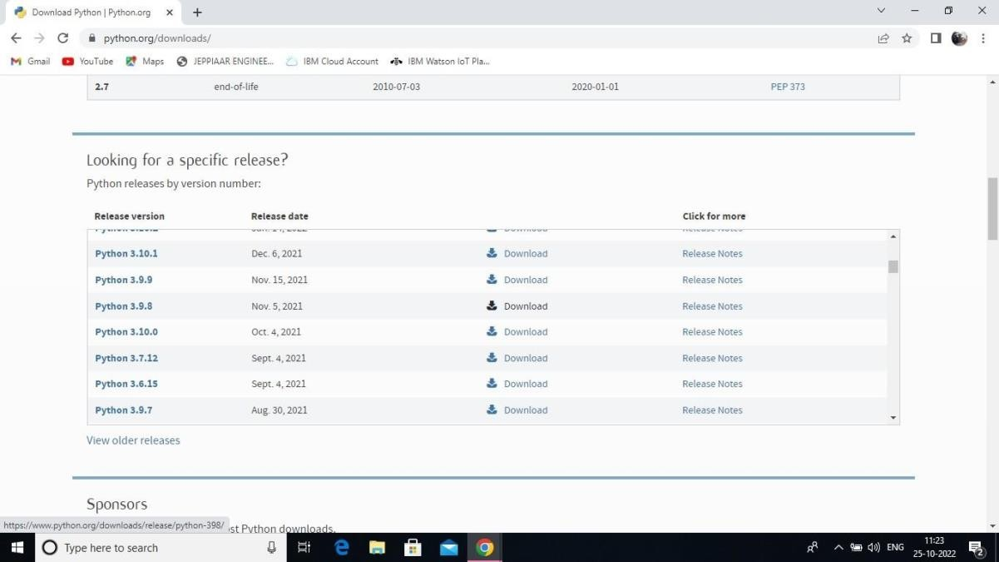 Download Python | Python.org
python.org/downloads/
Gmail YouTube Maps JEPPIAAR ENGINEE... IBM Cloud Account IBM Watson IoT Pla...
2.7 end-of-life 2010-07-03 2020-01-01 PEP 373
Looking for a specific release?
Python releases by version number:
Release version Release date Click for more
Python 3.10.1 Dec. 6, 2021 Download Release Notes
Python 3.9.9 Nov. 15, 2021 Download Release Notes
Python 3.9.8 Nov. 5, 2021 Download Release Notes
Python 3.10.0 Oct. 4, 2021 Download Release Notes
Python 3.7.12 Sept. 4, 2021 Download Release Notes
Python 3.6.15 Sept. 4, 2021 Download Release Notes
Python 3.9.7 Aug. 30, 2021 Download Release Notes
View older releases
Sponsors
https://www.python.org/downloads/release/python-398/ st Python downloads.
Type here to search ENG 11:23
25-10-2022
2